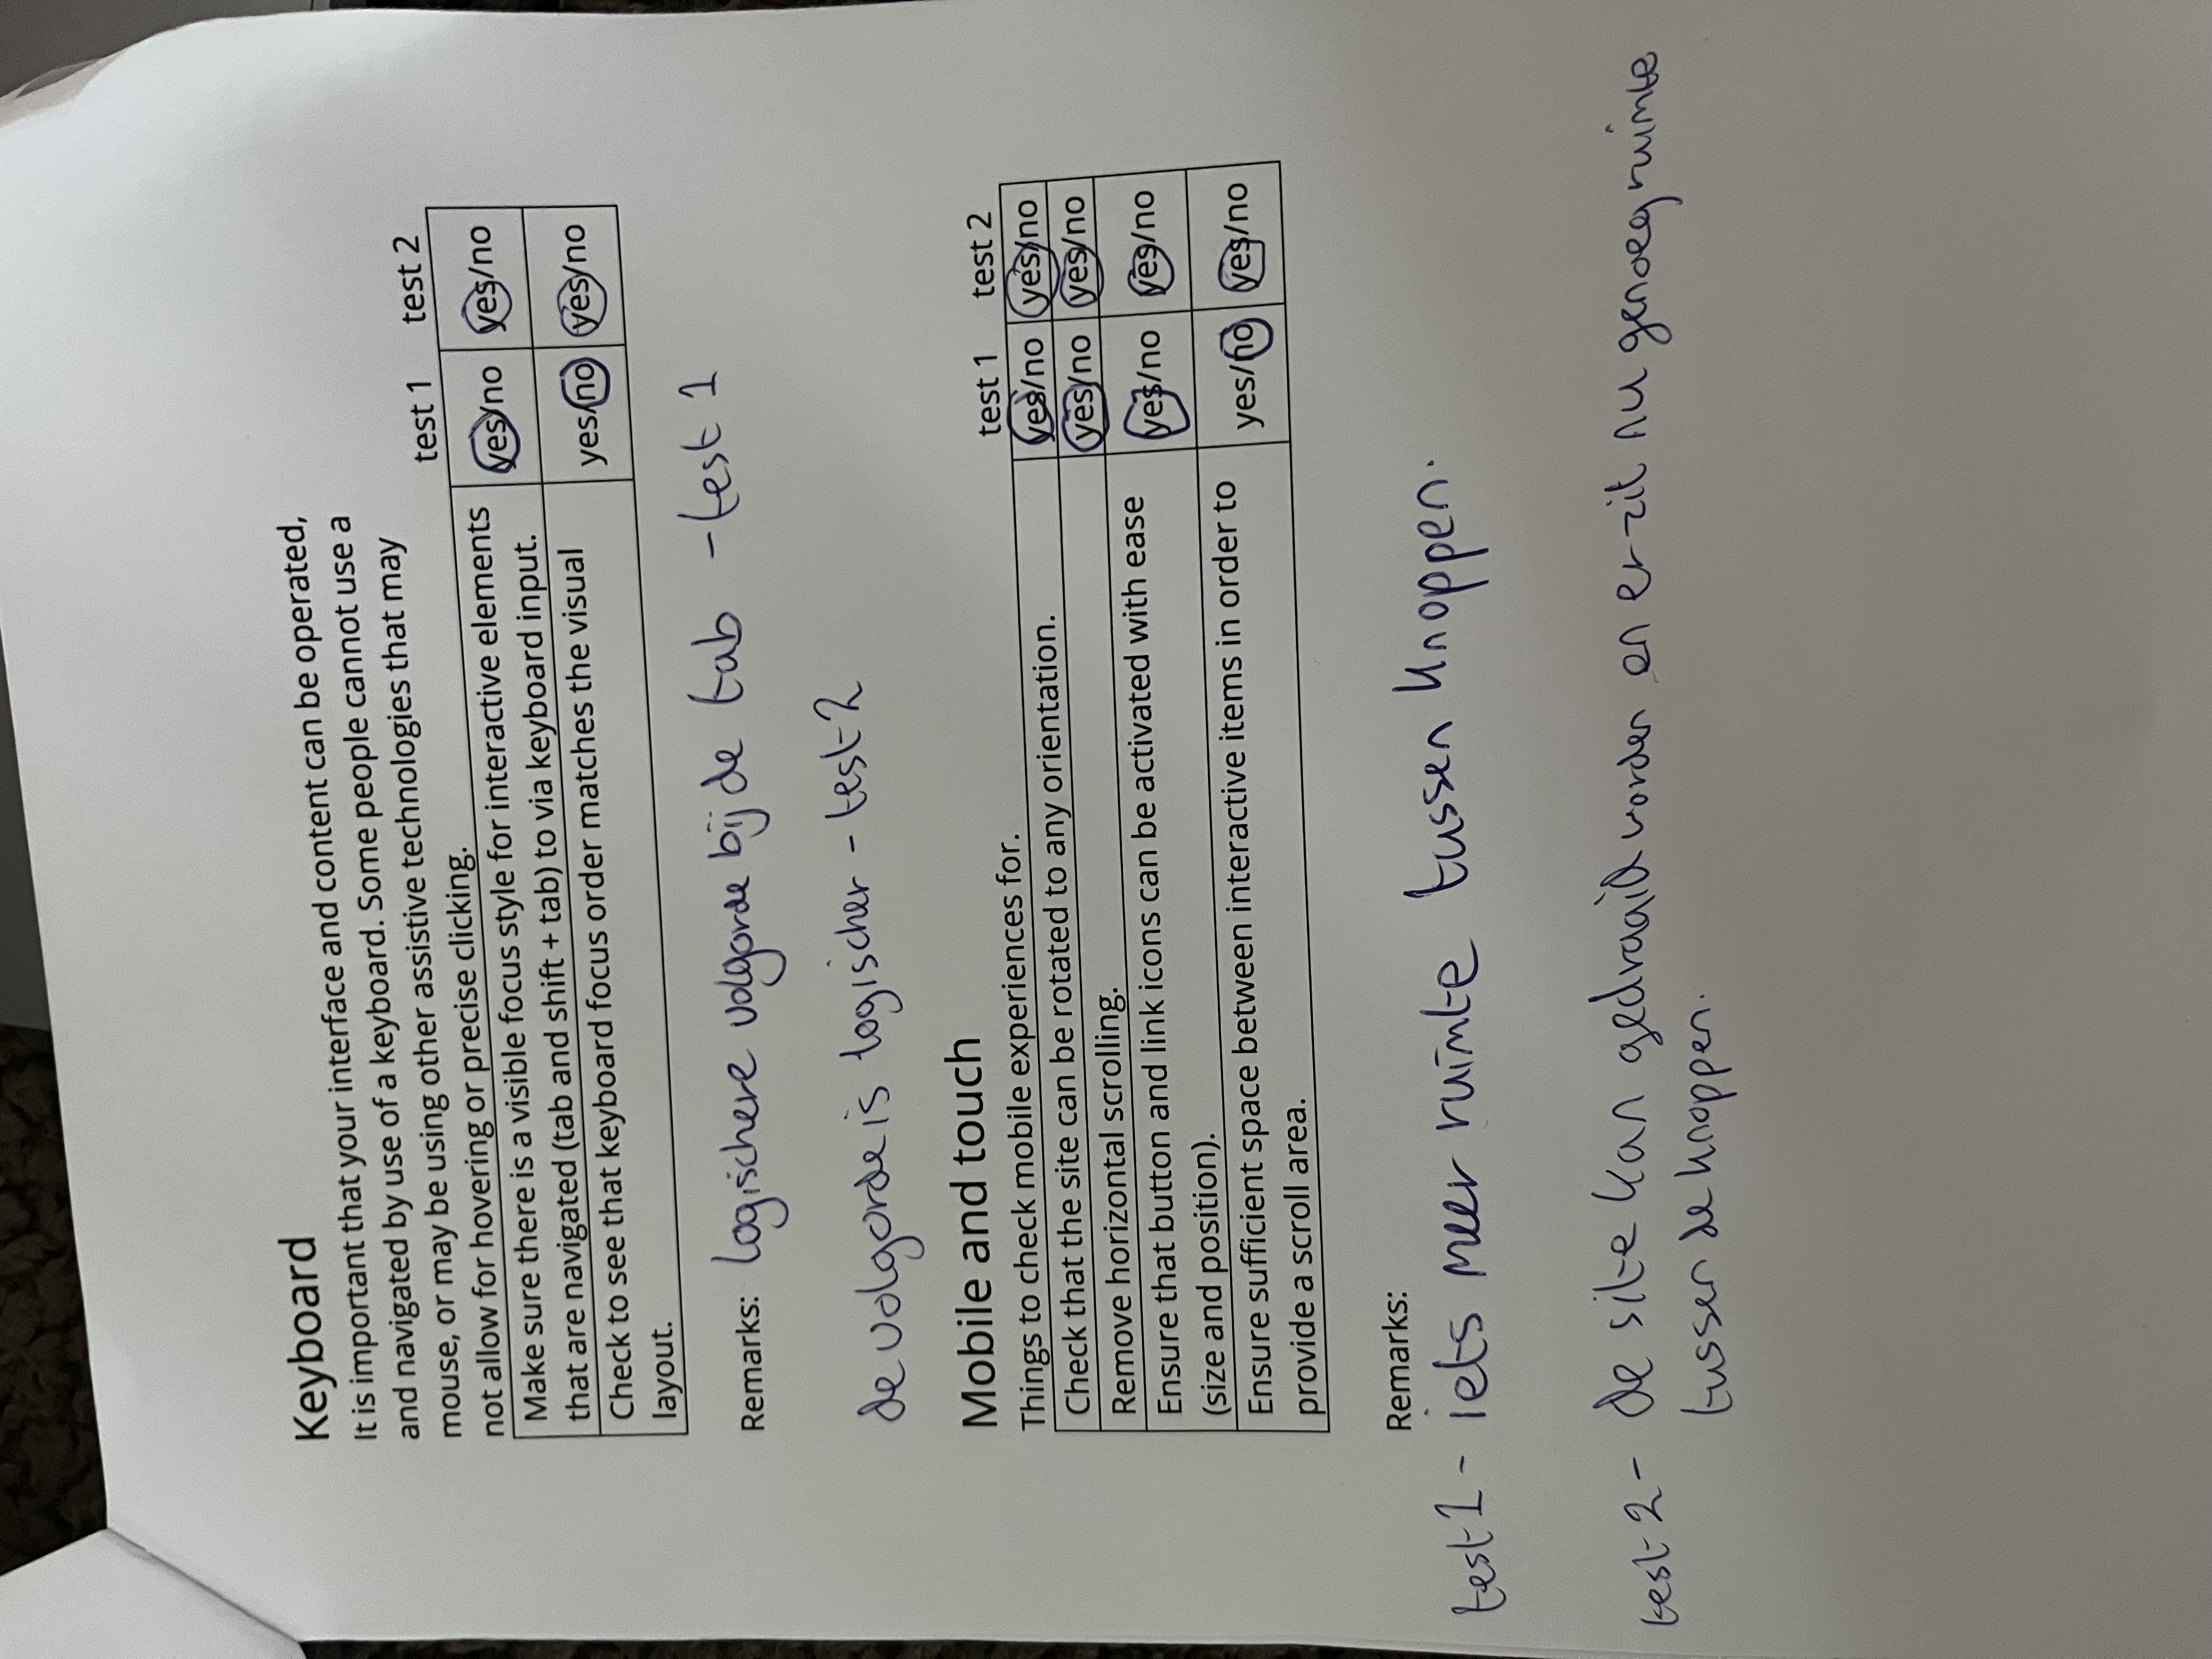 Keyboard
It is important that your interface and content can be operated,
and navigated by use of a keyboard. Some people cannot use a
mouse, or may be using other assistive technologies that may
not allow for hovering or precise clicking.
test 1 test 2
Make sure there is a visible focus style for interactive elements yes/no yes/no
that are navigated (tab and shift + tab) to via keyboard input.
Check to see that keyboard focus order matches the visual yes/no yes/no
layout.
Remarks: logischere volgorde bij de tab - test 1
de volgorde is logischer - test 2
Mobile and touch
Things to check mobile experiences for. test 1 test 2
Check that the site can be rotated to any orientation. yes/no yes/no
Remove horizontal scrolling. yes/no yes/no
Ensure that button and link icons can be activated with ease yes/no yes/no
(size and position).
Ensure sufficient space between interactive items in order to yes/no yes/no
provide a scroll area.
Remarks:
test 1 - iets meer ruimte tussen knoppen.
test 2 - de site kan gedraaid worden en er zit nu genoeg ruimte
tussen de knoppen.